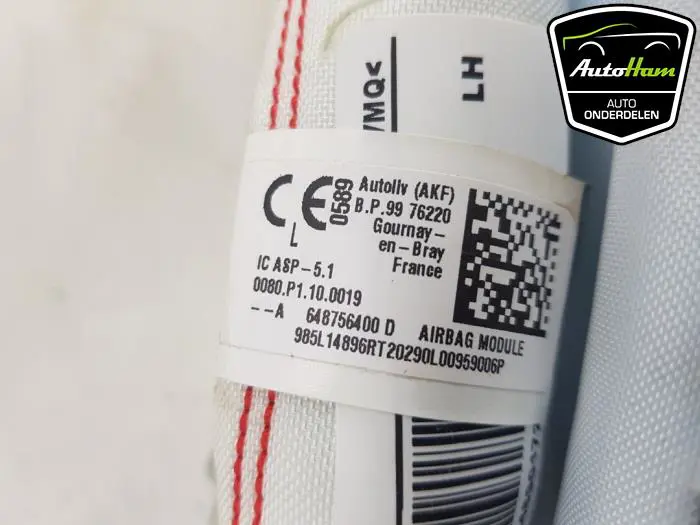 /MQ<
LH
AutoHam
AUTO
ONDERDELEN
CE
0589
L
Autoliv (AKF)
B.P.99 76220
Gournay-
en-Bray
France
IC ASP-5.1
0080.P1.10.0019
--A 648756400 D AIRBAG MODULE
985L14896RT20290L00959006P